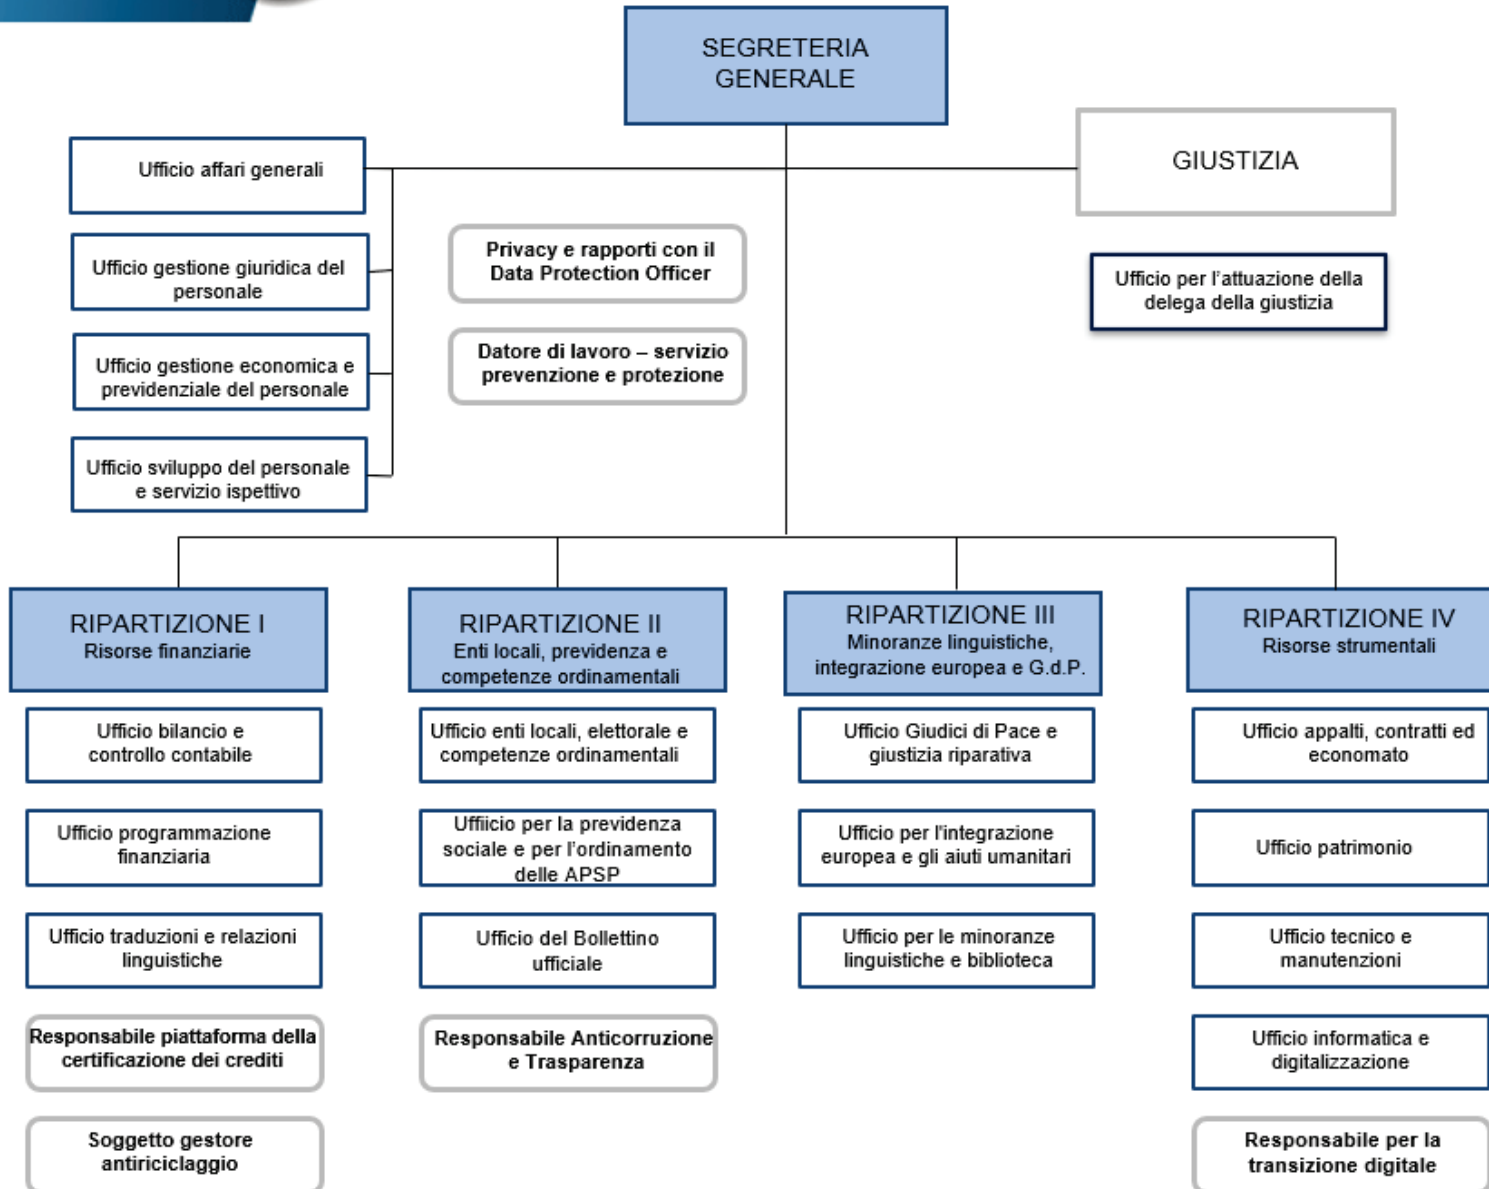 SEGRETERIA
GENERALE
GIUSTIZIA
Ufficio affari generali
Ufficio gestione giuridica del
personale
Ufficio gestione economica e
previdenziale del personale
Ufficio sviluppo del personale
e servizio ispettivo
Privacy e rapporti con il
Data Protection Officer
Datore di lavoro – servizio
prevenzione e protezione
Ufficio per l’attuazione della
delega della giustizia
RIPARTIZIONE I
Risorse finanziarie
Ufficio bilancio e
controllo contabile
Ufficio programmazione
finanziaria
Ufficio traduzioni e relazioni
linguistiche
Responsabile piattaforma della
certificazione dei crediti
Soggetto gestore
antiriciclaggio
RIPARTIZIONE II
Enti locali, previdenza e
competenze ordinamentali
Ufficio enti locali, elettorale e
competenze ordinamentali
Uffiicio per la previdenza
sociale e per l’ordinamento
delle APSP
Ufficio del Bollettino
ufficiale
Responsabile Anticorruzione
e Trasparenza
RIPARTIZIONE III
Minoranze linguistiche,
integrazione europea e G.d.P.
Ufficio Giudici di Pace e
giustizia riparativa
Ufficio per l'integrazione
europea e gli aiuti umanitari
Ufficio per le minoranze
linguistiche e biblioteca
RIPARTIZIONE IV
Risorse strumentali
Ufficio appalti, contratti ed
economato
Ufficio patrimonio
Ufficio tecnico e
manutenzioni
Ufficio informatica e
digitalizzazione
Responsabile per la
transizione digitale